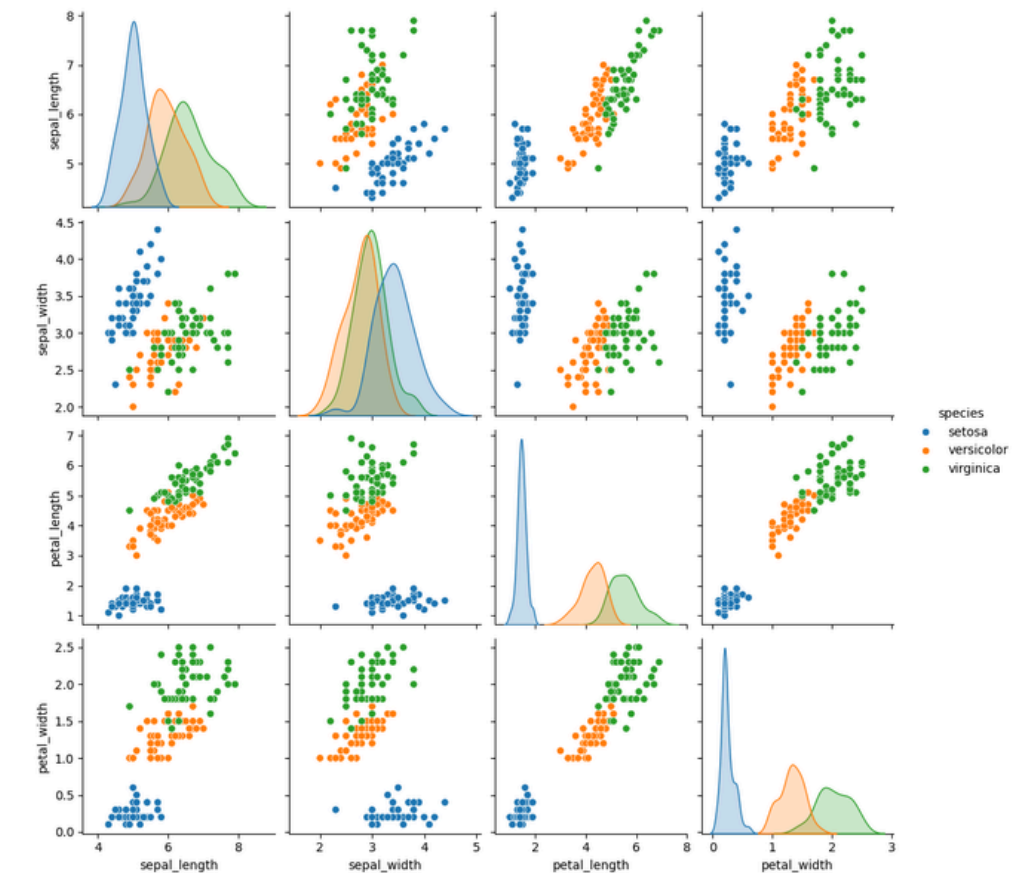 8
7
6
5
sepal_length
4.5
4.0
3.5
3.0
2.5
2.0
sepal_width
species
setosa
versicolor
virginica
7
6
5
4
3
2
1
petal_length
2.5
2.0
1.5
1.0
0.5
0.0
petal_width
4 6 8 2 3 4 5 2 4 6 8 0 1 2 3
sepal_length sepal_width petal_length petal_width